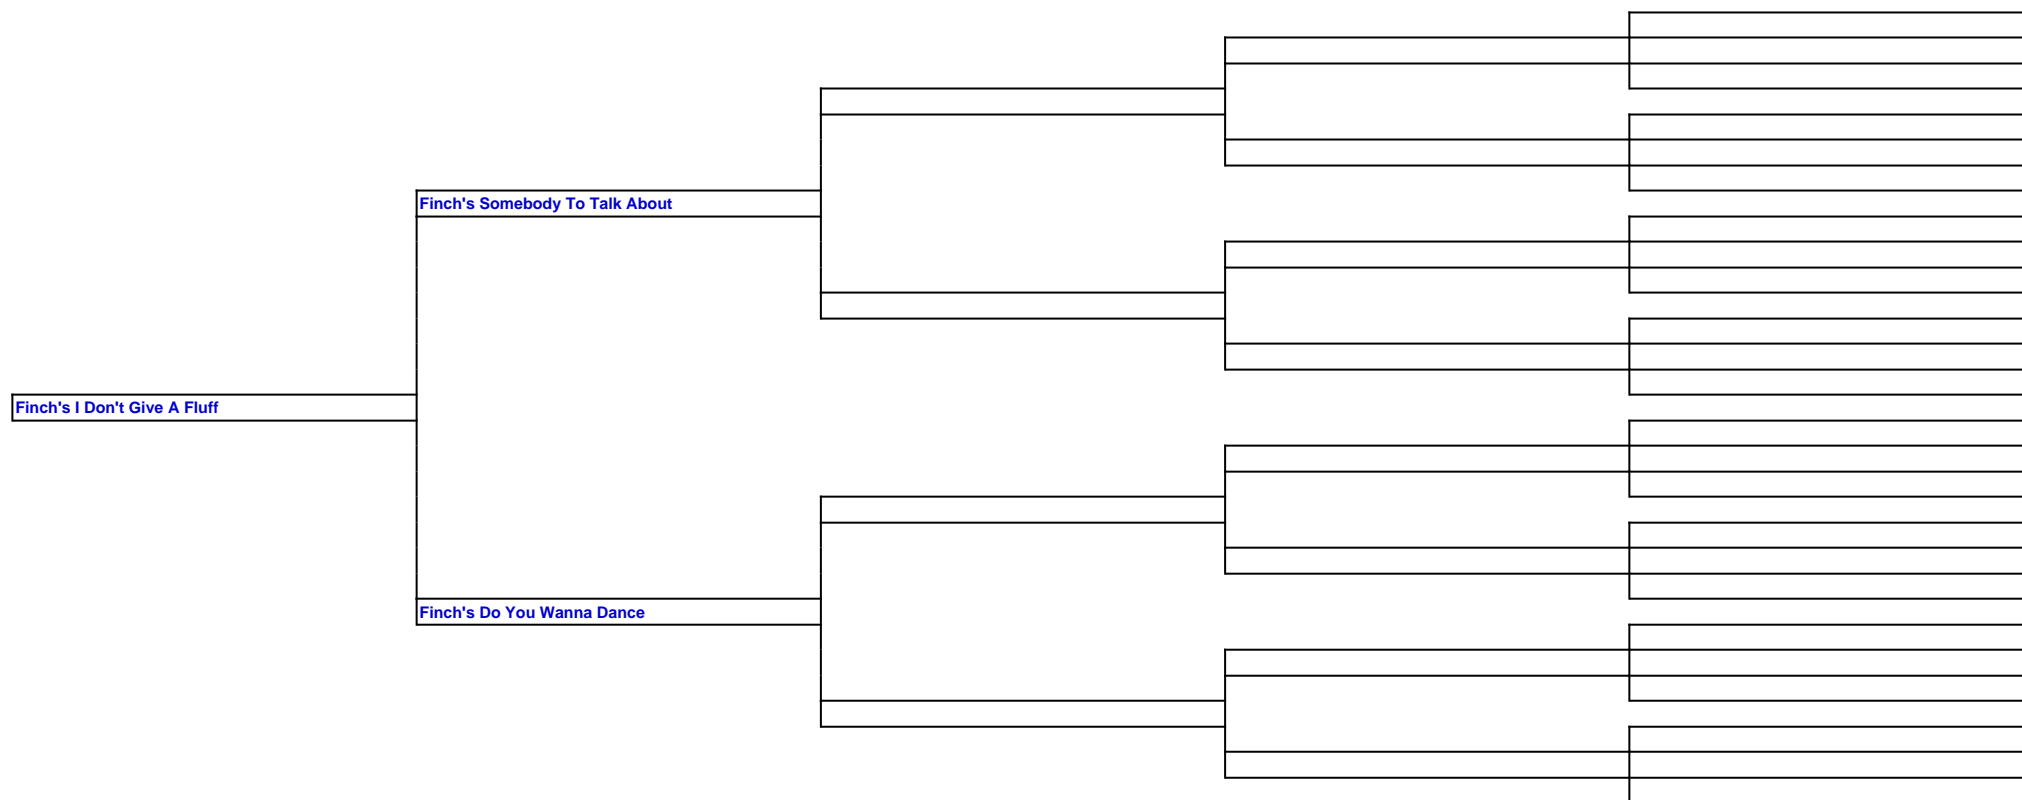 Finch's Somebody To Talk About
Finch's I Don't Give A Fluff
Finch's Do You Wanna Dance